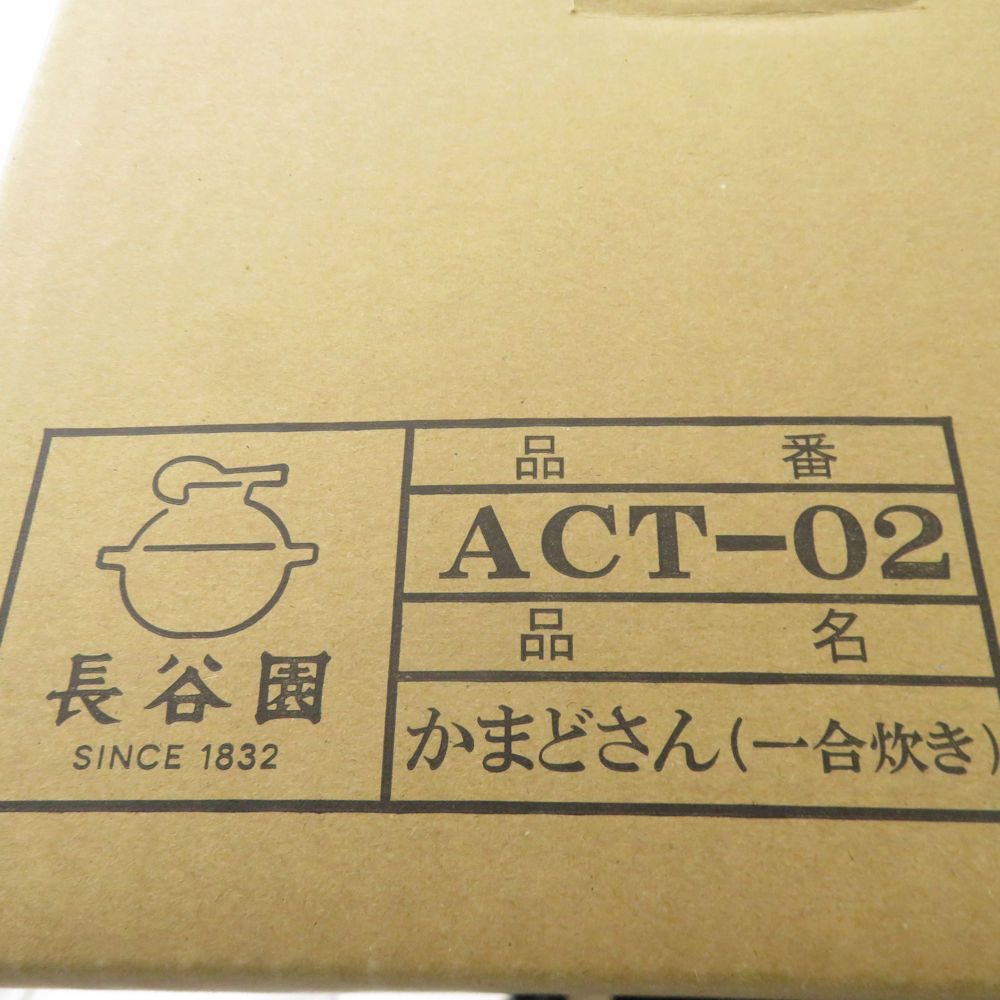 長谷園
SINCE 1832
品 番
ACT-02
品 名
かまどさん(一合炊き)